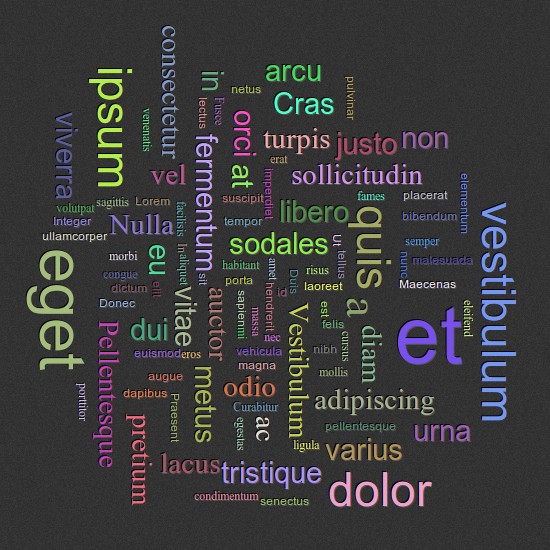 consectetur
arcu
ipsum
in
netus
pulvinar
Cras
lectus
Fusce
venenatis
orci
viverra
turpis
justo
non
fermentum
erat
vel
at
sollicitudin
imperdiet
elementum
sagittis
Lorem
suscipit
fames
placerat
volutpat
facilisis
libero
quis
bibendum
vestibulum
Integer
Nulla
tempor
ullamcorper
sodales
semper
eu
In
aliquet
sit
tellus
nunc
malesuada
morbi
habitant
amet
risus
eget
congue
elit
porta
Duis
laoreet
Maecenas
dictum
vitae
auctor
sapien
hendrerit
id
a
Donec
mi
massa
Vestibulum
est
et
eleifend
Pellentesque
dui
nec
felis
cursus
diam
euismod
eros
vehicula
nibh
magna
mollis
augue
metus
odio
porttitor
dapibus
Praesent
Curabitur
adipiscing
pretium
egestas
ac
pellentesque
urna
ligula
varius
lacus
tristique
dolor
condimentum
senectus